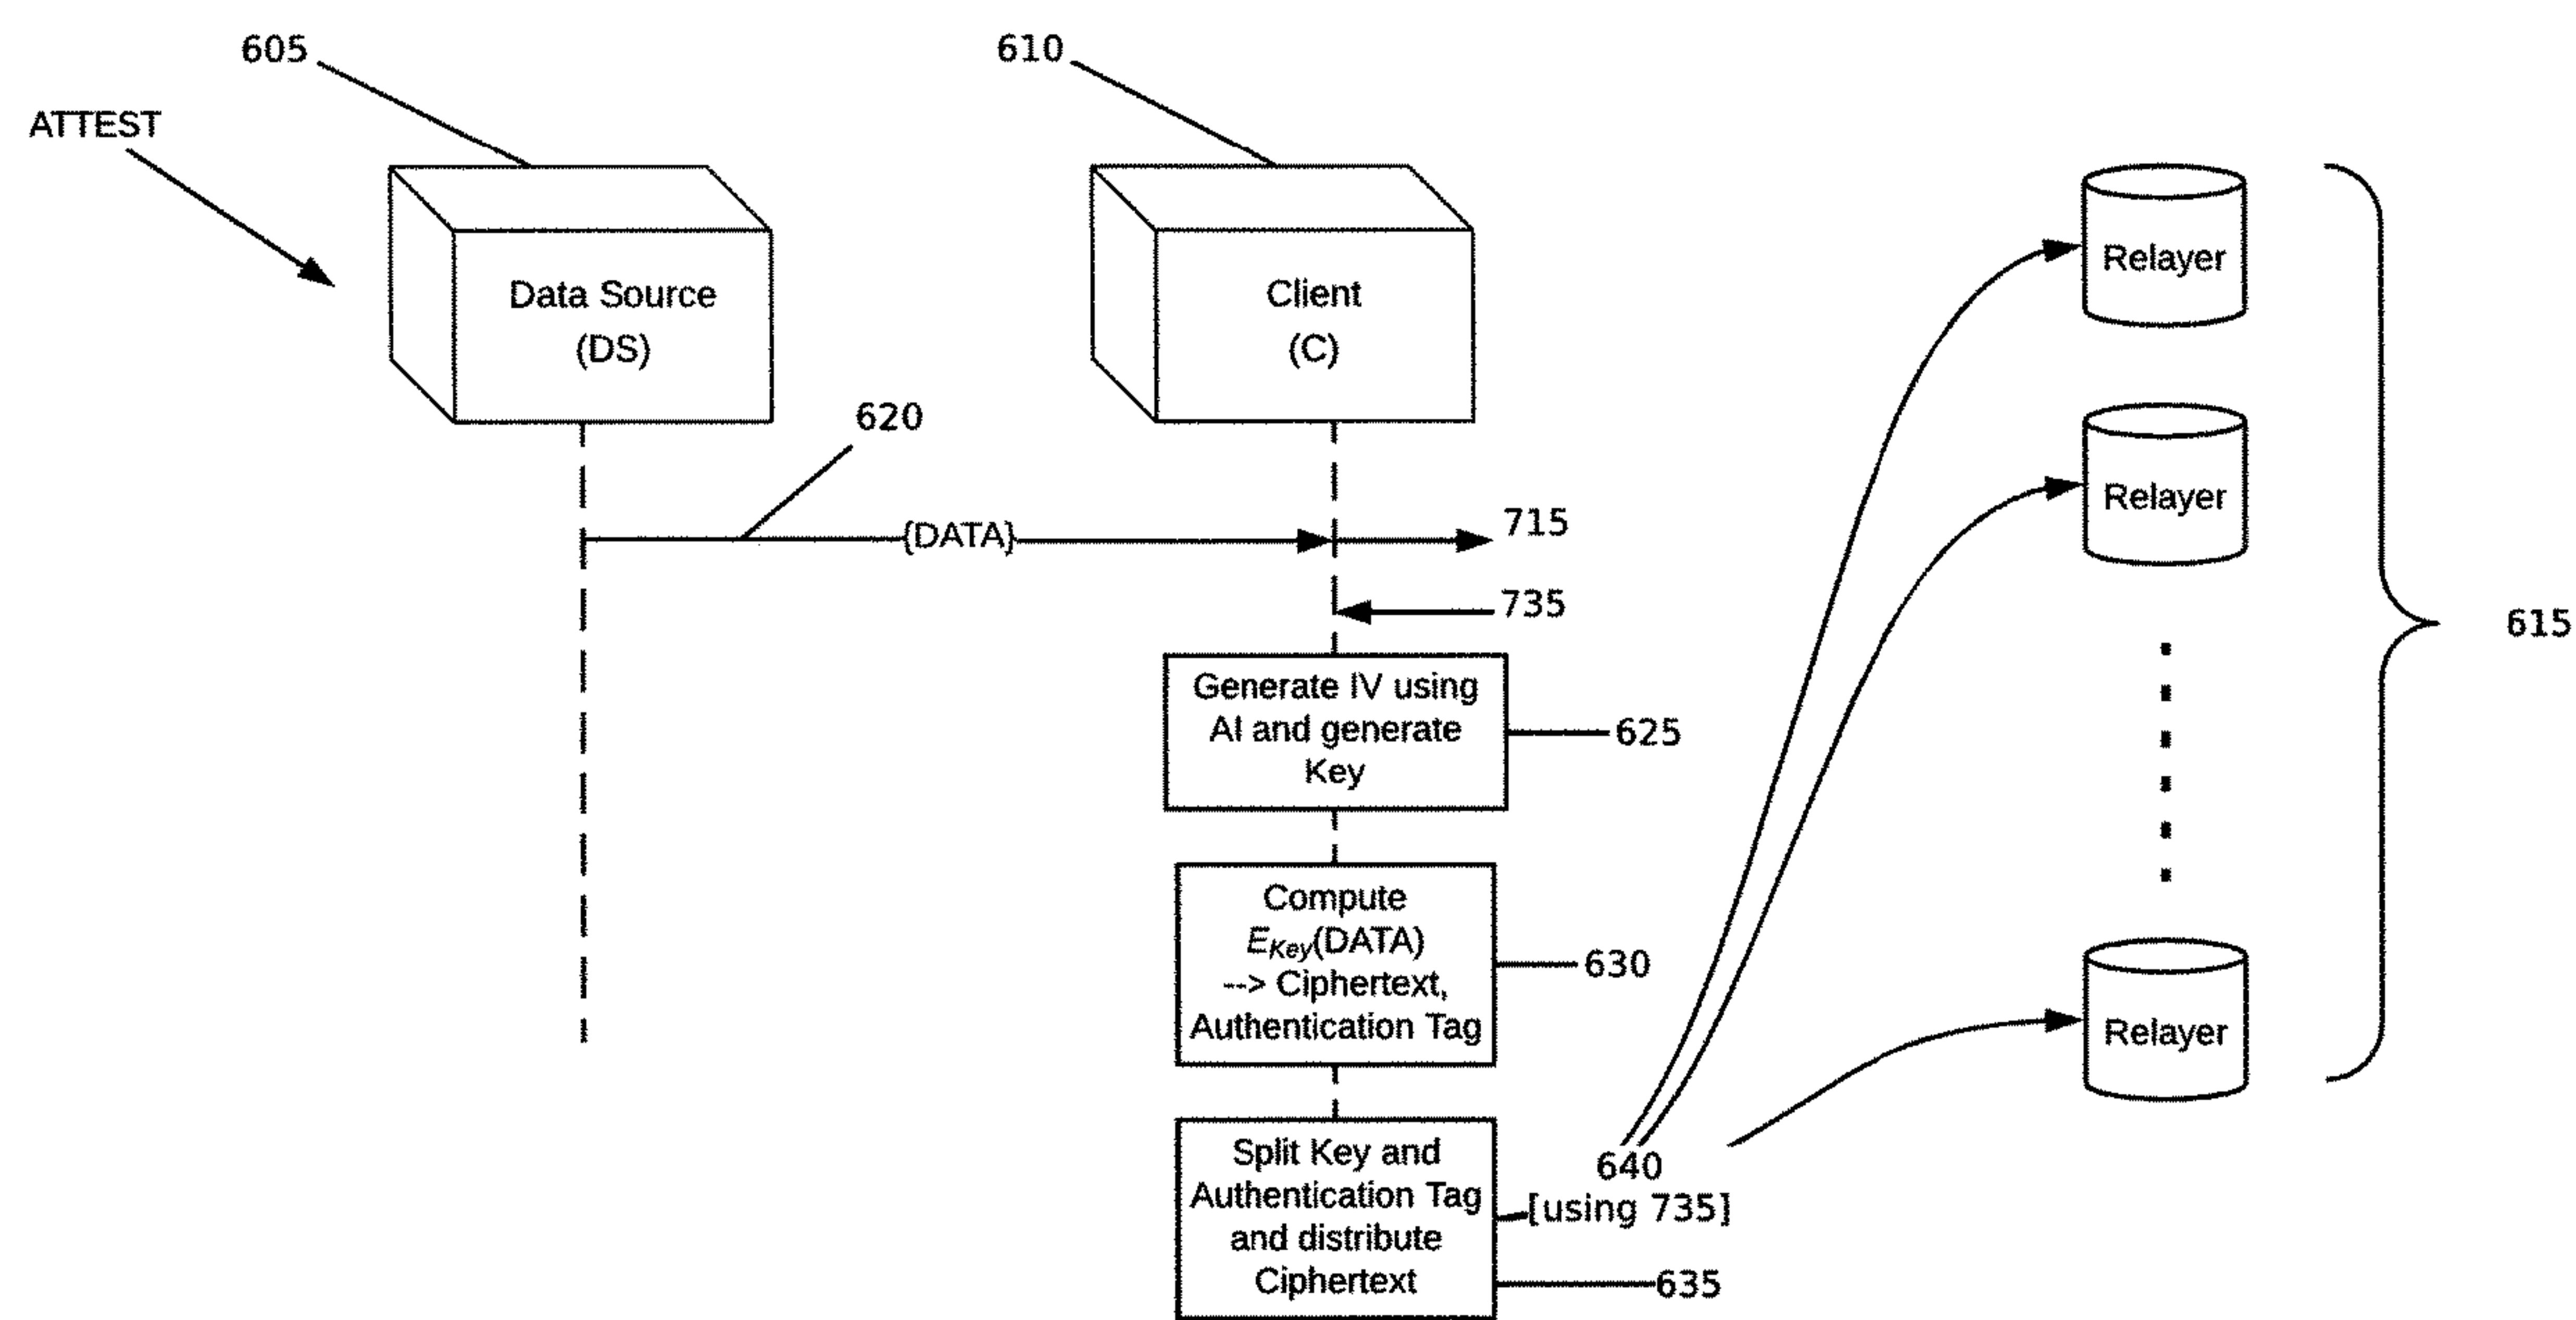 605
610
ATTEST
Data Source
(DS)
Client
(C)
Relayer
620
Relayer
{DATA}
715
735
615
Generate IV using
AI and generate
Key
625
Compute
E_Key(DATA)
--> Ciphertext,
Authentication Tag
630
Relayer
Split Key and
Authentication Tag
and distribute
Ciphertext
640
[using 735]
635